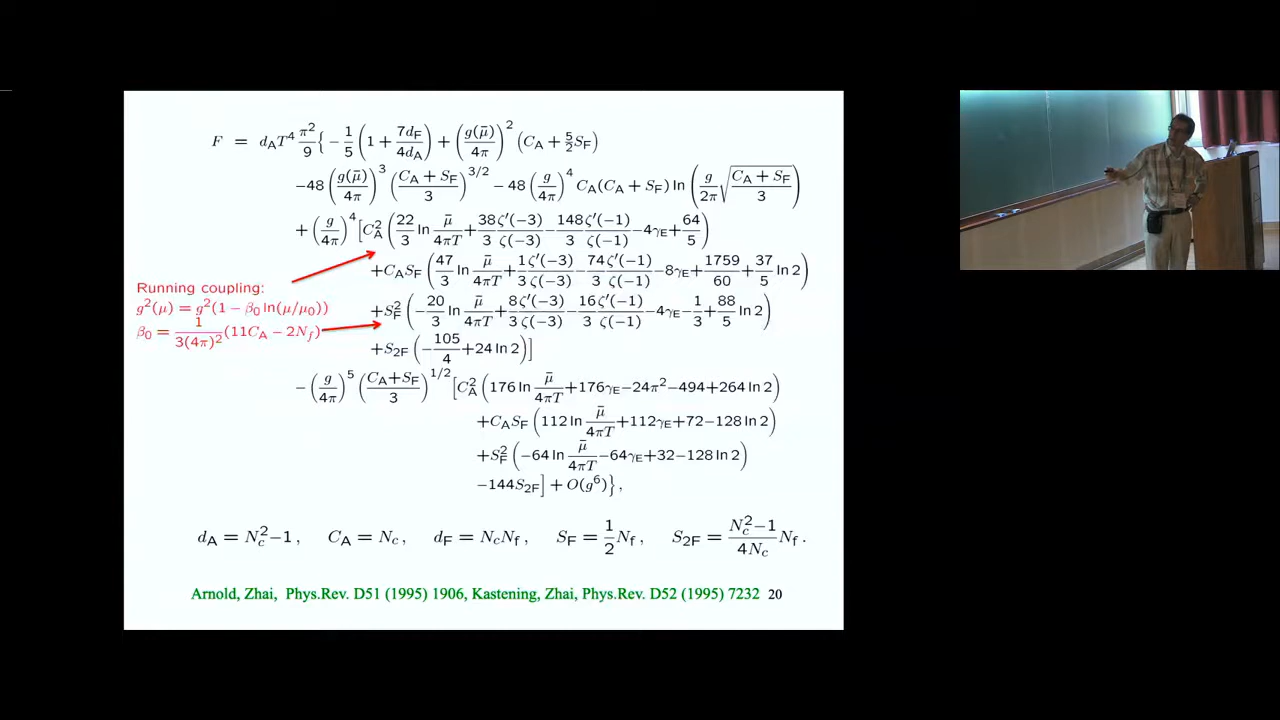 F = d_A T^4 π^2/9 { − 1/5 (1 + 7d_F/4d_A) + (g(μ̄)/4π)^2 (C_A + 5/2 S_F)
−48 (g(μ̄)/4π)^3 ((C_A + S_F)/3)^{3/2} − 48 (g/4π)^4 C_A(C_A + S_F) ln (g/2π √((C_A + S_F)/3))
+ (g/4π)^4 [C_A^2 (22/3 ln μ̄/4πT + 38/3 ζ′(−3)/ζ(−3) − 148/3 ζ′(−1)/ζ(−1) − 4γ_E + 64/5)
+C_A S_F (47/3 ln μ̄/4πT + 1/3 ζ′(−3)/ζ(−3) − 74/3 ζ′(−1)/ζ(−1) − 8γ_E + 1759/60 + 37/5 ln 2)
Running coupling:
g^2(μ) = g^2(1 − β_0 ln(μ/μ_0))
β_0 = 1/3(4π)^2 (11C_A − 2N_f)
+S_F^2 (−20/3 ln μ̄/4πT + 8/3 ζ′(−3)/ζ(−3) − 16/3 ζ′(−1)/ζ(−1) − 4γ_E − 1/3 + 88/5 ln 2)
+S_2F (−105/4 + 24 ln 2)]
− (g/4π)^5 ((C_A+S_F)/3)^{1/2} [C_A^2 (176 ln μ̄/4πT + 176γ_E − 24π^2 − 494 + 264 ln 2)
+C_A S_F (112 ln μ̄/4πT + 112γ_E + 72 − 128 ln 2)
+S_F^2 (−64 ln μ̄/4πT − 64γ_E + 32 − 128 ln 2)
−144S_2F] + O(g^6)},
d_A = N_c^2−1, C_A = N_c, d_F = N_c N_f, S_F = 1/2 N_f, S_2F = (N_c^2−1)/4N_c N_f.
Arnold, Zhai, Phys.Rev. D51 (1995) 1906, Kastening, Zhai, Phys.Rev. D52 (1995) 7232 20